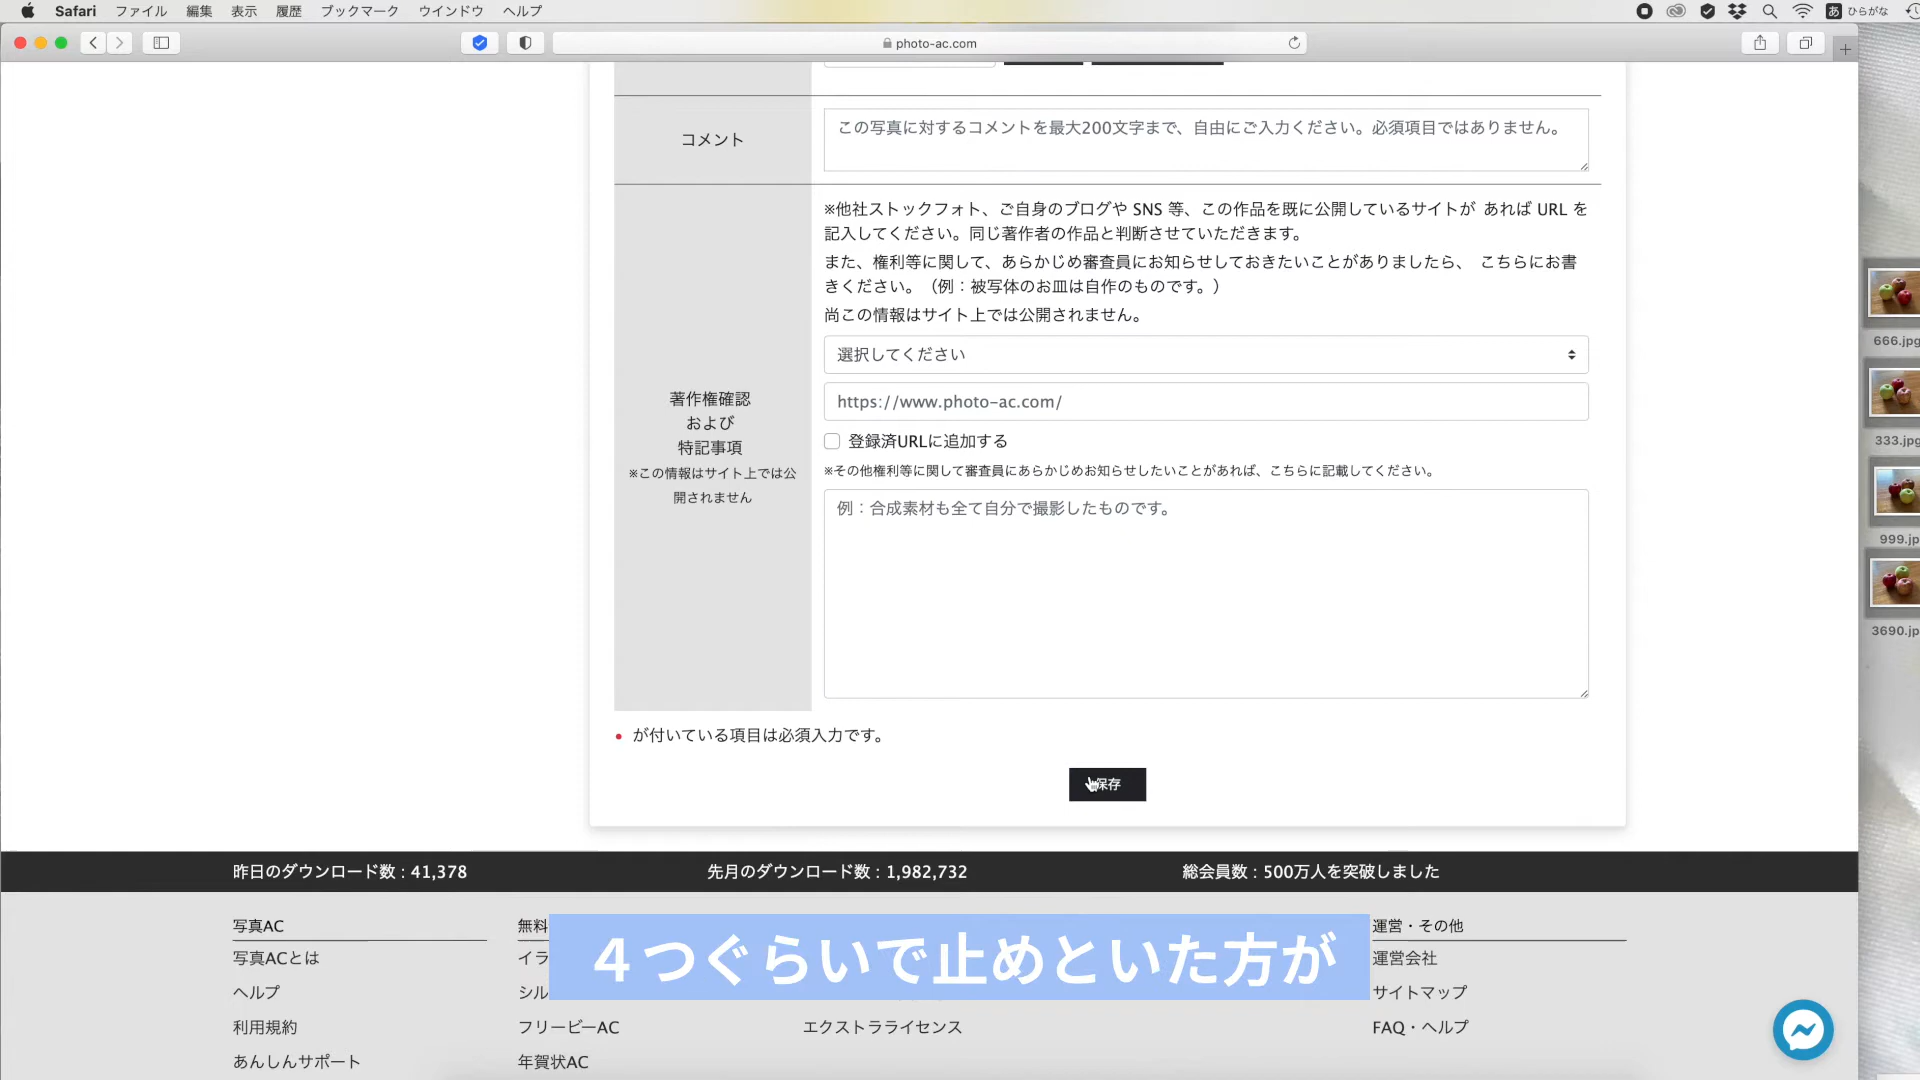 Safari ファイル 編集 表示 履歴 ブックマーク ウインドウ ヘルプ
あ ひらがな
photo-ac.com
コメント
この写真に対するコメントを最大200文字まで、自由にご入力ください。必須項目ではありません。
※他社ストックフォト、ご自身のブログや SNS 等、この作品を既に公開しているサイトが あれば URL を
記入してください。同じ著作者の作品と判断させていただきます。
また、権利等に関して、あらかじめ審査員にお知らせしておきたいことがありましたら、 こちらにお書
きください。（例：被写体のお皿は自作のものです。）
尚この情報はサイト上では公開されません。
選択してください
https://www.photo-ac.com/
登録済URLに追加する
※その他権利等に関して審査員にあらかじめお知らせしたいことがあれば、こちらに記載してください。
例：合成素材も全て自分で撮影したものです。
著作権確認
および
特記事項
※この情報はサイト上では公
開されません
• が付いている項目は必須入力です。
保存
666.jpg
333.jpg
999.jp
3690.jp
昨日のダウンロード数 : 41,378
先月のダウンロード数 : 1,982,732
総会員数 : 500万人を突破しました
写真AC
写真ACとは
ヘルプ
利用規約
あんしんサポート
無料
イラ
シル
フリービーAC
年賀状AC
エクストラライセンス
運営・その他
運営会社
サイトマップ
FAQ・ヘルプ
４つぐらいで止めといた方が